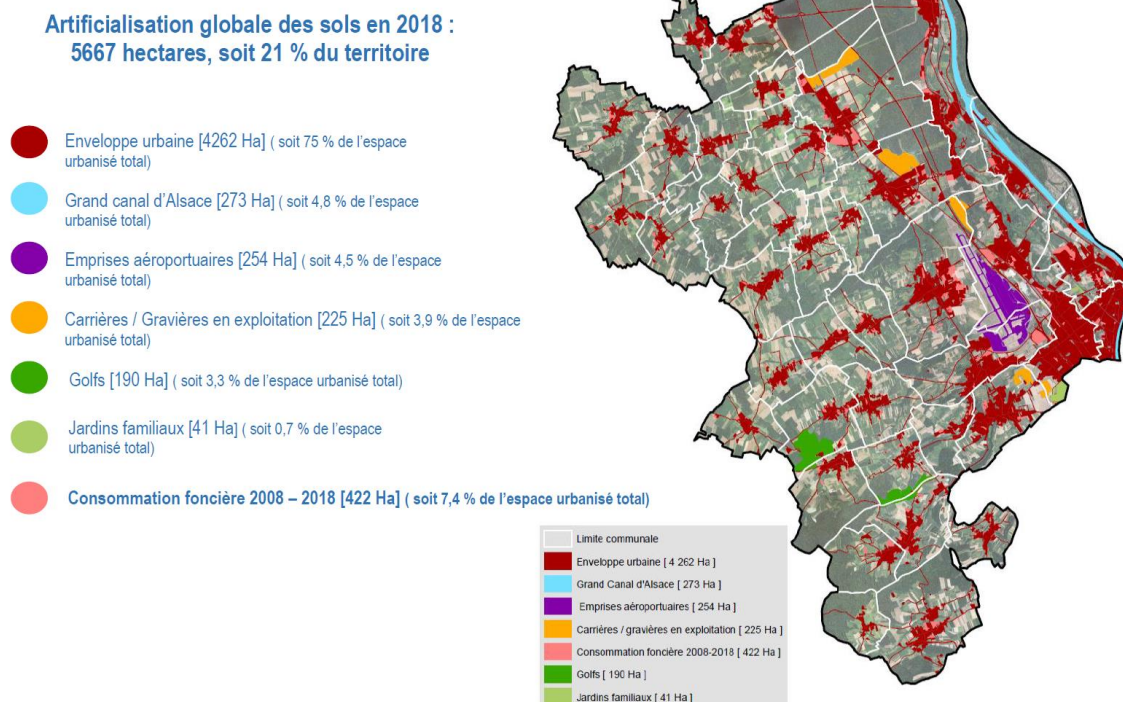 Artificialisation globale des sols en 2018 :
5667 hectares, soit 21 % du territoire
Enveloppe urbaine [4262 Ha] ( soit 75 % de l'espace
urbanisé total)
Grand canal d'Alsace [273 Ha] ( soit 4,8 % de l'espace
urbanisé total)
Emprises aéroportuaires [254 Ha] ( soit 4,5 % de l'espace
urbanisé total)
Carrières / Gravières en exploitation [225 Ha] ( soit 3,9 % de l'espace
urbanisé total)
Golfs [190 Ha] ( soit 3,3 % de l'espace urbanisé total)
Jardins familiaux [41 Ha] ( soit 0,7 % de l'espace
urbanisé total)
Consommation foncière 2008 – 2018 [422 Ha] ( soit 7,4 % de l'espace urbanisé total)
Limite communale
Enveloppe urbaine [ 4 262 Ha ]
Grand Canal d'Alsace [ 273 Ha ]
Emprises aéroportuaires [ 254 Ha ]
Carrières / gravières en exploitation [ 225 Ha ]
Consommation foncière 2008-2018 [ 422 Ha ]
Golfs [ 190 Ha ]
Jardins familiaux [ 41 Ha ]